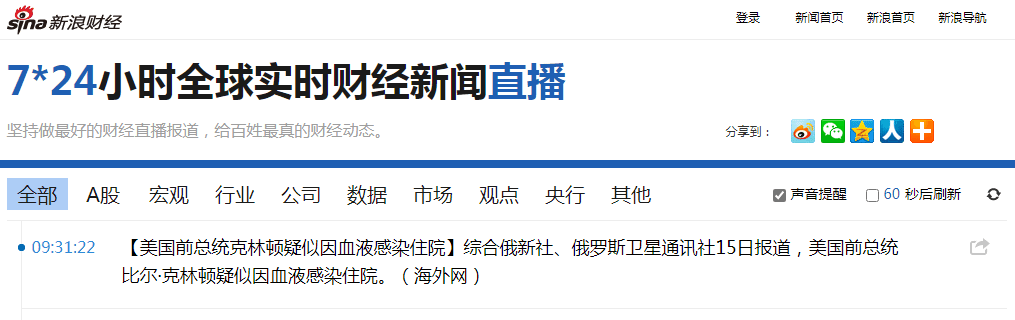 sina 新浪财经
登录 新闻首页 新浪首页 新浪导航
7*24小时全球实时财经新闻直播
坚持做最好的财经直播报道，给百姓最真的财经动态。
分享到：
全部 A股 宏观 行业 公司 数据 市场 观点 央行 其他 声音提醒 60 秒后刷新
09:31:22 【美国前总统克林顿疑似因血液感染住院】综合俄新社、俄罗斯卫星通讯社15日报道，美国前总统
比尔·克林顿疑似因血液感染住院。（海外网）